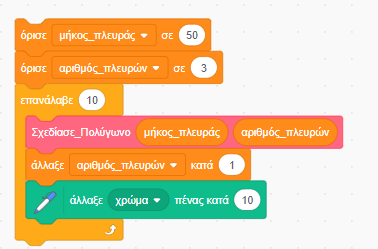 όρισε μήκος_πλευράς σε 50
όρισε αριθμός_πλευρών σε 3
επανάλαβε 10
Σχεδίασε_Πολύγωνο μήκος_πλευράς αριθμός_πλευρών
άλλαξε αριθμός_πλευρών κατά 1
άλλαξε χρώμα πένας κατά 10